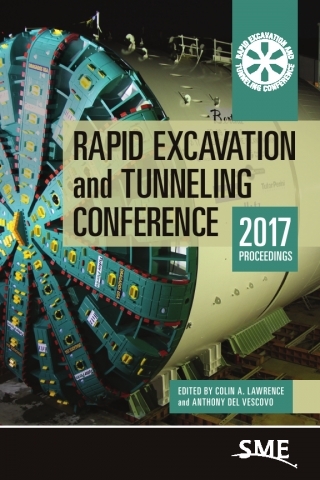 RAPID EXCAVATION AND
TUNNELING CONFERENCE
RAPID EXCAVATION
and TUNNELING
CONFERENCE
2017
PROCEEDINGS
EDITED BY COLIN A. LAWRENCE
and ANTHONY DEL VESCOVO
SME